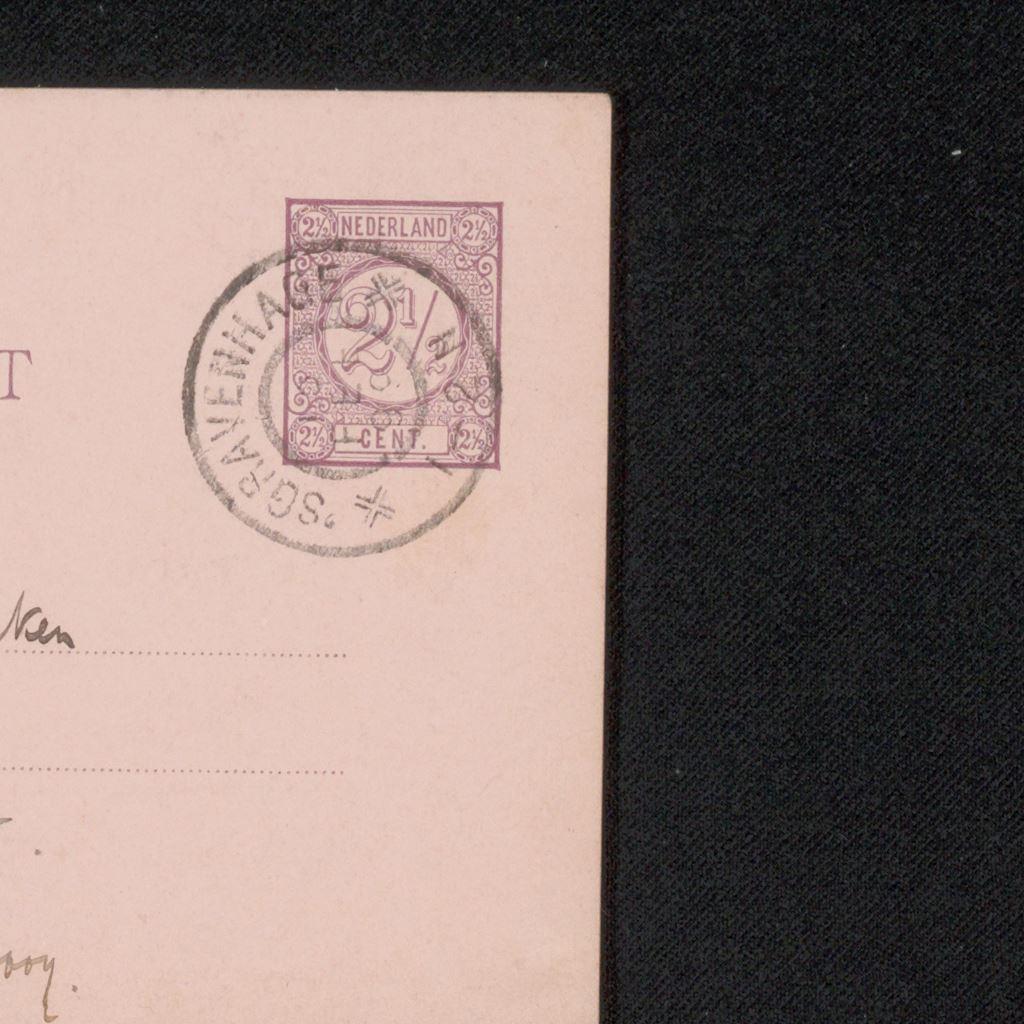 2½ NEDERLAND 2½
2½
2½ CENT. 2½
'SGRAVENHAGE
T
ken
ooy.